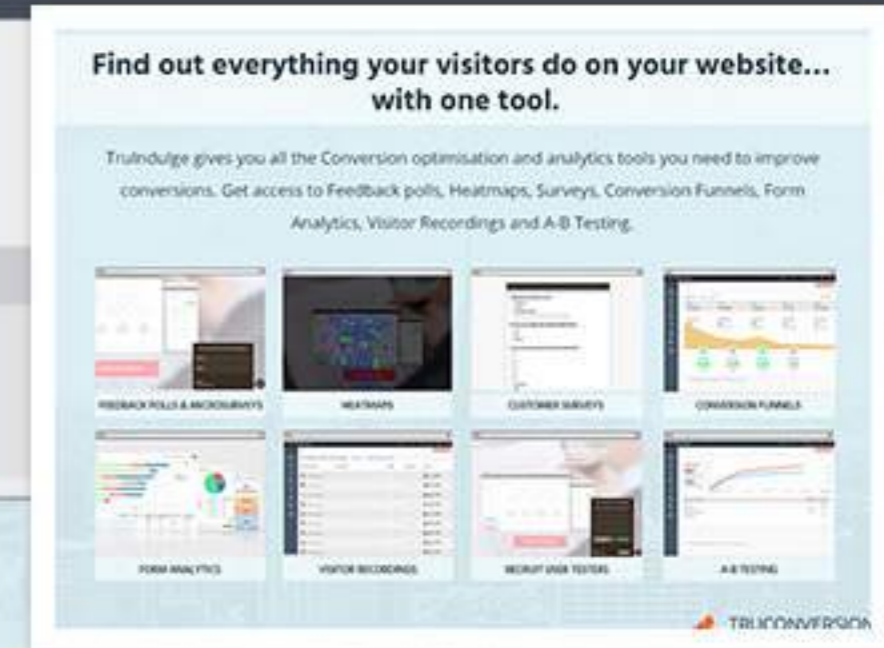 Find out everything your visitors do on your website...
with one tool.
TruIndulge gives you all the Conversion optimisation and analytics tools you need to improve
conversions. Get access to Feedback polls, Heatmaps, Surveys, Conversion Funnels, Form
Analytics, Visitor Recordings and A-B Testing.
FEEDBACK POLLS & MICROSURVEYS
HEATMAPS
CUSTOMER SURVEYS
CONVERSION FUNNELS
FORM ANALYTICS
VISITOR RECORDINGS
RECRUIT USER TESTERS
A-B TESTING
TRUCONVERSION